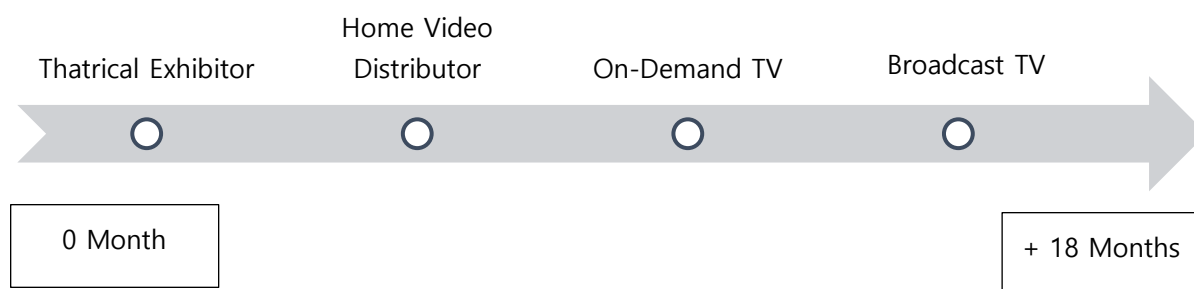 Thatrical Exhibitor
Home Video
Distributor
On-Demand TV
Broadcast TV
0 Month
+ 18 Months